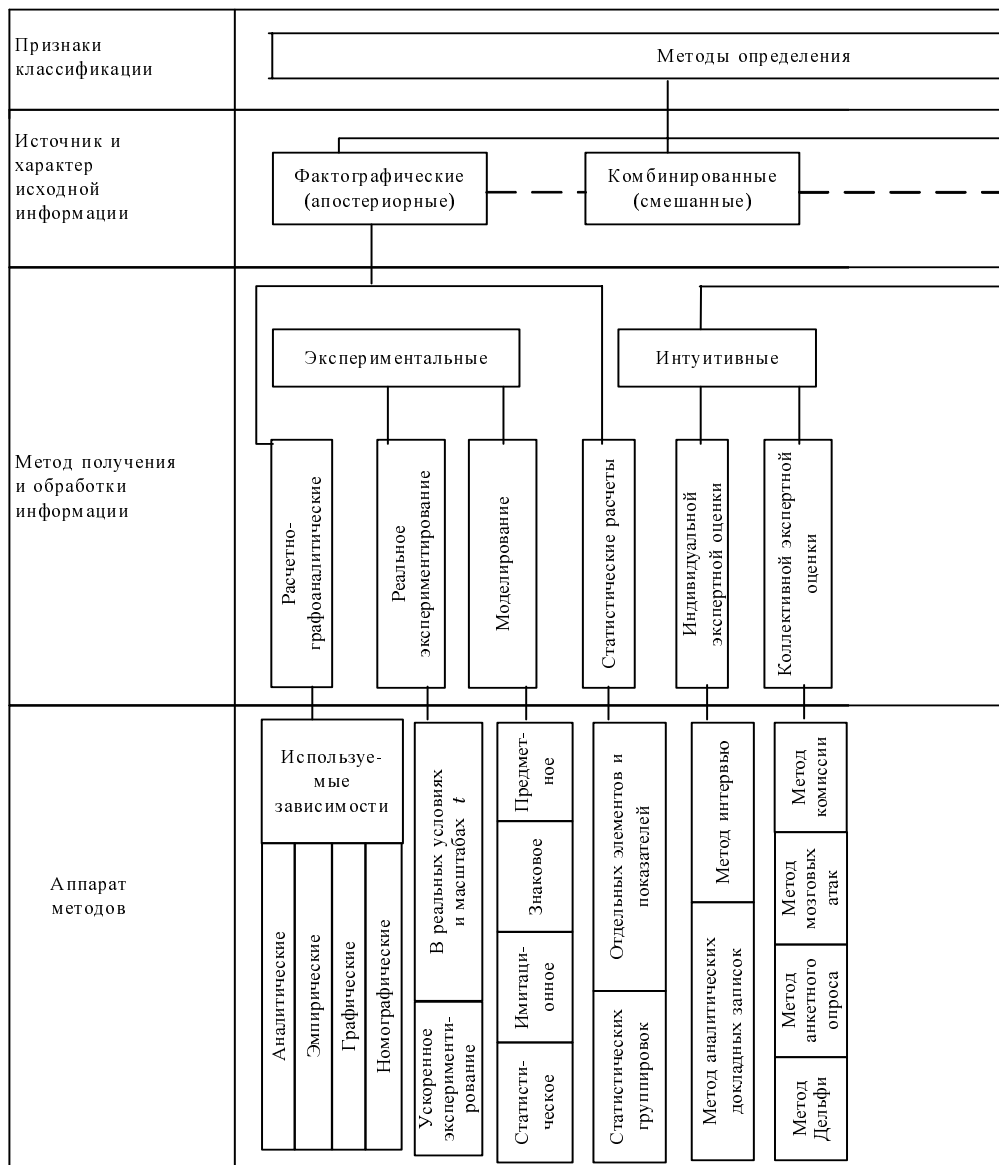 Признаки
классификации
Методы определения
Источник и
характер
исходной
информации
Фактографические
(апостериорные)
Комбинированные
(смешанные)
Метод получения
и обработки
информации
Экспериментальные
Интуитивные
Расчетно-
графоаналитические
Реальное
экспериментирование
Моделирование
Статистические расчеты
Индивидуальной
экспертной оценки
Коллективной экспертной
оценки
Аппарат
методов
Используе-
мые
зависимости
Аналитические
Эмпирические
Графические
Номографические
В реальных условиях
и масштабах t
Ускоренное
эксперименти-
рование
Предмет-
ное
Знаковое
Имитаци-
онное
Статисти-
ческое
Отдельных элементов и
показателей
Статистических
группировок
Метод интервью
Метод аналитических
докладных записок
Метод
комиссии
Метод
мозговых
атак
Метод
анкетного
опроса
Метод
Дельфи